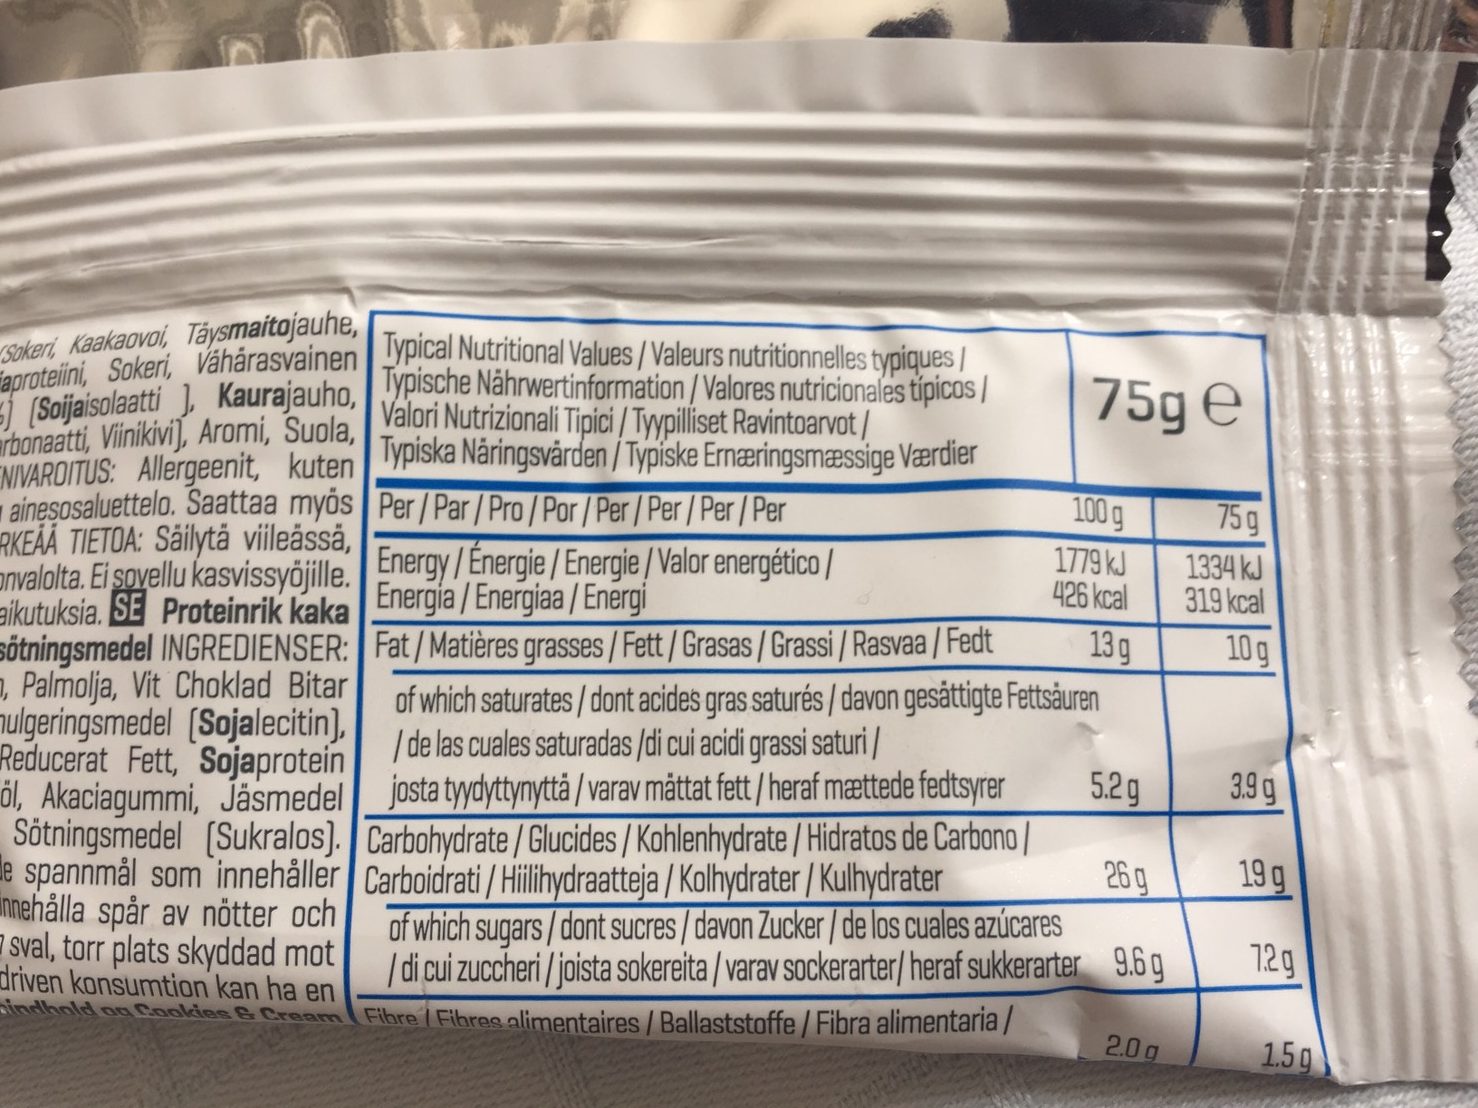 (Sokeri, Kaakaovoi, Täysmaitojauhe,
Sokeri, Vähärasvainen
(Soijaisolaatti ), Kaurajauho,
Viinikivi), Aromi, Suola,
Allergeenit, kuten
ainesosaluettelo. Saattaa myös
TIETOA: Säilytä viileässä,
Ei sovellu kasvissyöjille.
SE Proteinrik kaka
sötningsmedel INGREDIENSER:
Palmolja, Vit Choklad Bitar
(Sojalecitin),
Reducerat Fett, Sojaprotein
Akaciagummi, Jäsmedel
Sötningsmedel (Sukralos).
spannmål som innehåller
innehålla spår av nötter och
sval, torr plats skyddad mot
konsumtion kan ha en
og Cookies & Cream
Typical Nutritional Values / Valeurs nutritionnelles typiques /
Typische Nährwertinformation / Valores nutricionales típicos /
Valori Nutrizionali Tipici / Tyypilliset Ravintoarvot /
Typiska Näringsvärden / Typiske Ernæringsmæssige Værdier
75g e
Per / Par / Pro / Por / Per / Per / Per / Per 100 g 75 g
Energy / Énergie / Energie / Valor energético / 1779 kJ 1334 kJ
Energia / Energiaa / Energi 426 kcal 319 kcal
Fat / Matières grasses / Fett / Grasas / Grassi / Rasvaa / Fedt 13 g 10 g
of which saturates / dont acides gras saturés / davon gesättigte Fettsäuren
/ de las cuales saturadas /di cui acidi grassi saturi /
josta tyydyttynyttä / varav mättat fett / heraf mættede fedtsyrer 5.2 g 3.9 g
Carbohydrate / Glucides / Kohlenhydrate / Hidratos de Carbono /
Carboidrati / Hiilihydraatteja / Kolhydrater / Kulhydrater 26 g 19 g
of which sugars / dont sucres / davon Zucker / de los cuales azúcares
/ di cui zuccheri / joista sokereita / varav sockerarter/ heraf sukkerarter 9.6 g 7.2 g
Fibre / Fibres alimentaires / Ballaststoffe / Fibra alimentaria /
2.0 g 1.5 g